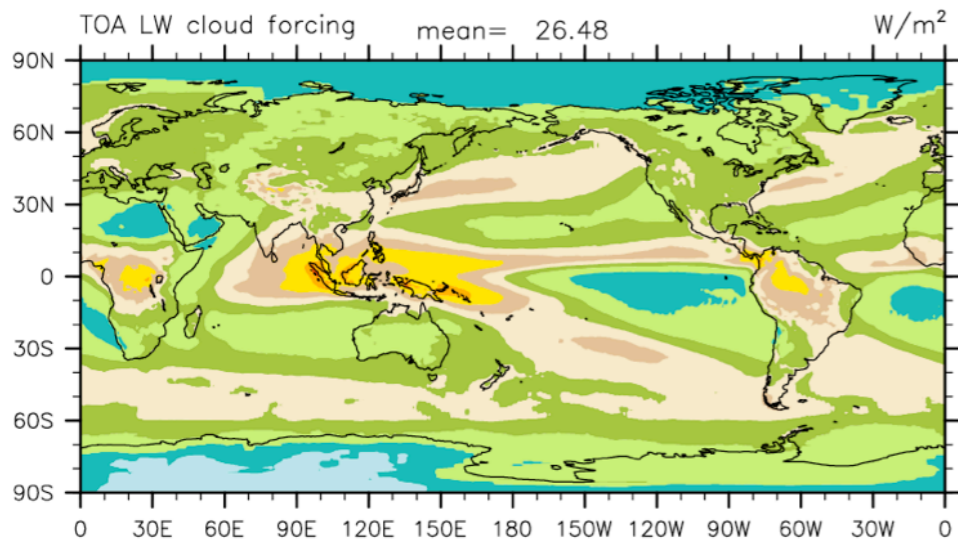 TOA LW cloud forcing mean= 26.48 W/m²
90N
60N
30N
0
30S
60S
90S
0 30E 60E 90E 120E 150E 180 150W 120W 90W 60W 30W 0